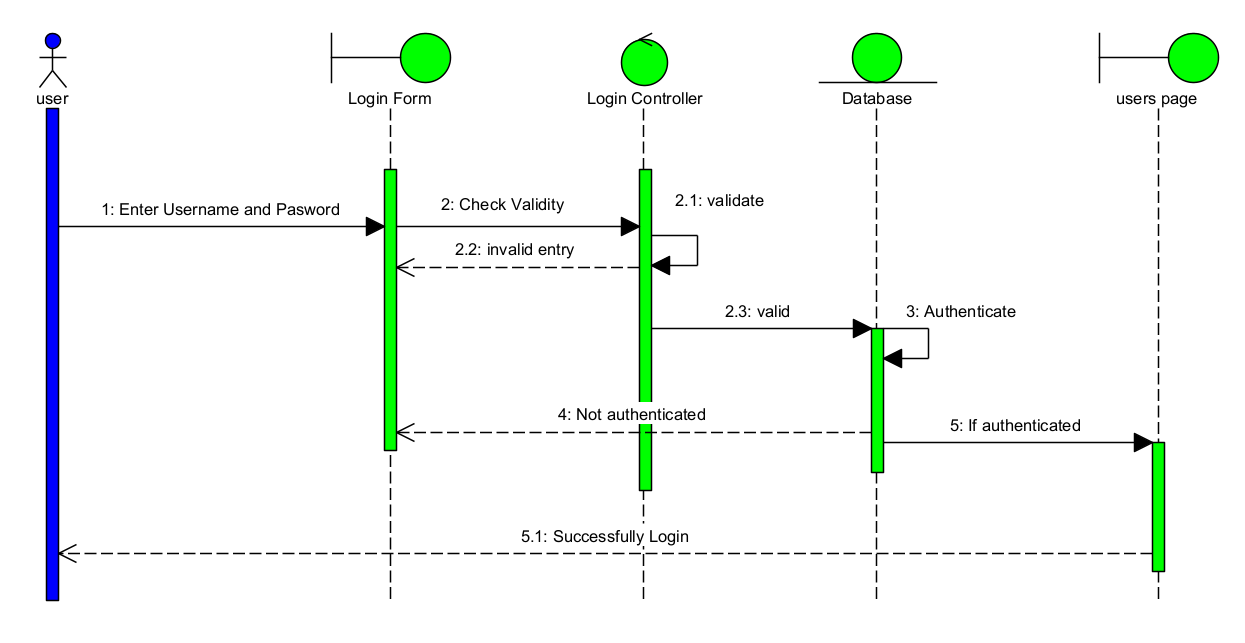 user
Login Form
Login Controller
Database
users page
1: Enter Username and Pasword
2: Check Validity
2.1: validate
2.2: invalid entry
2.3: valid
3: Authenticate
4: Not authenticated
5: If authenticated
5.1: Successfully Login